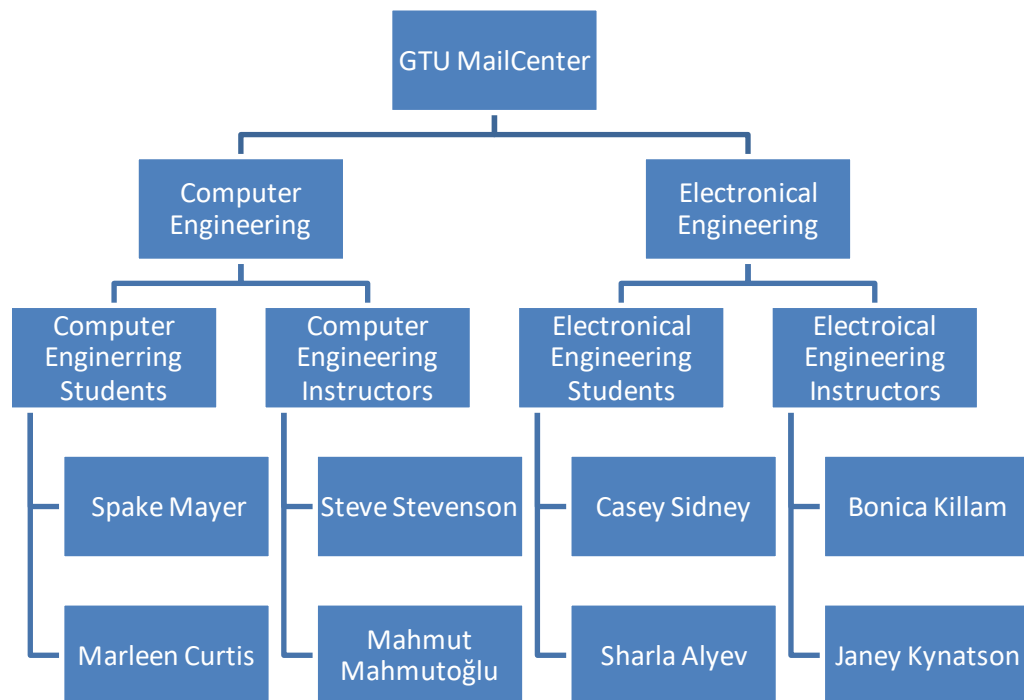 GTU MailCenter
Computer
Engineering
Electronical
Engineering
Computer
Enginerring
Students
Computer
Engineering
Instructors
Electronical
Engineering
Students
Electroical
Engineering
Instructors
Spake Mayer
Steve Stevenson
Casey Sidney
Bonica Killam
Marleen Curtis
Mahmut
Mahmutoğlu
Sharla Alyev
Janey Kynatson